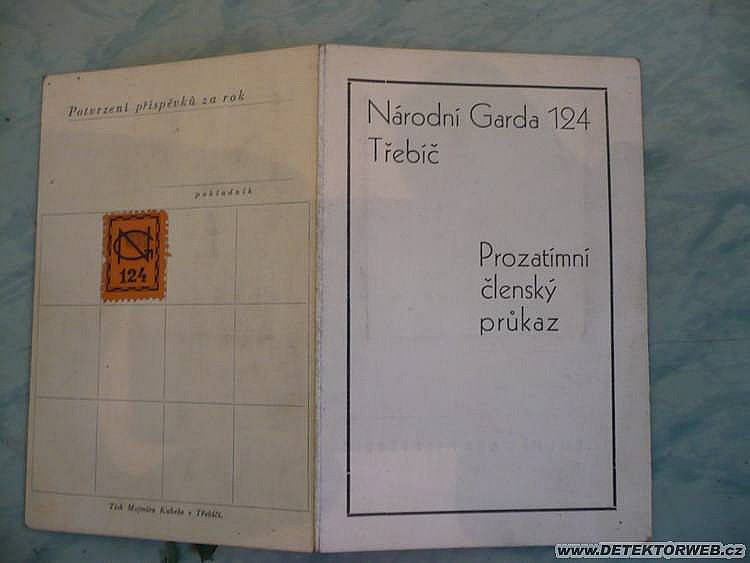 Potvrzení příspěvků za rok
pokladník
NG
124
Tisk Mojmíra Kubeše v Třebíči.
Národní Garda 124
Třebíč
Prozatímní
členský
průkaz
www.DETEKTORWEB.cz